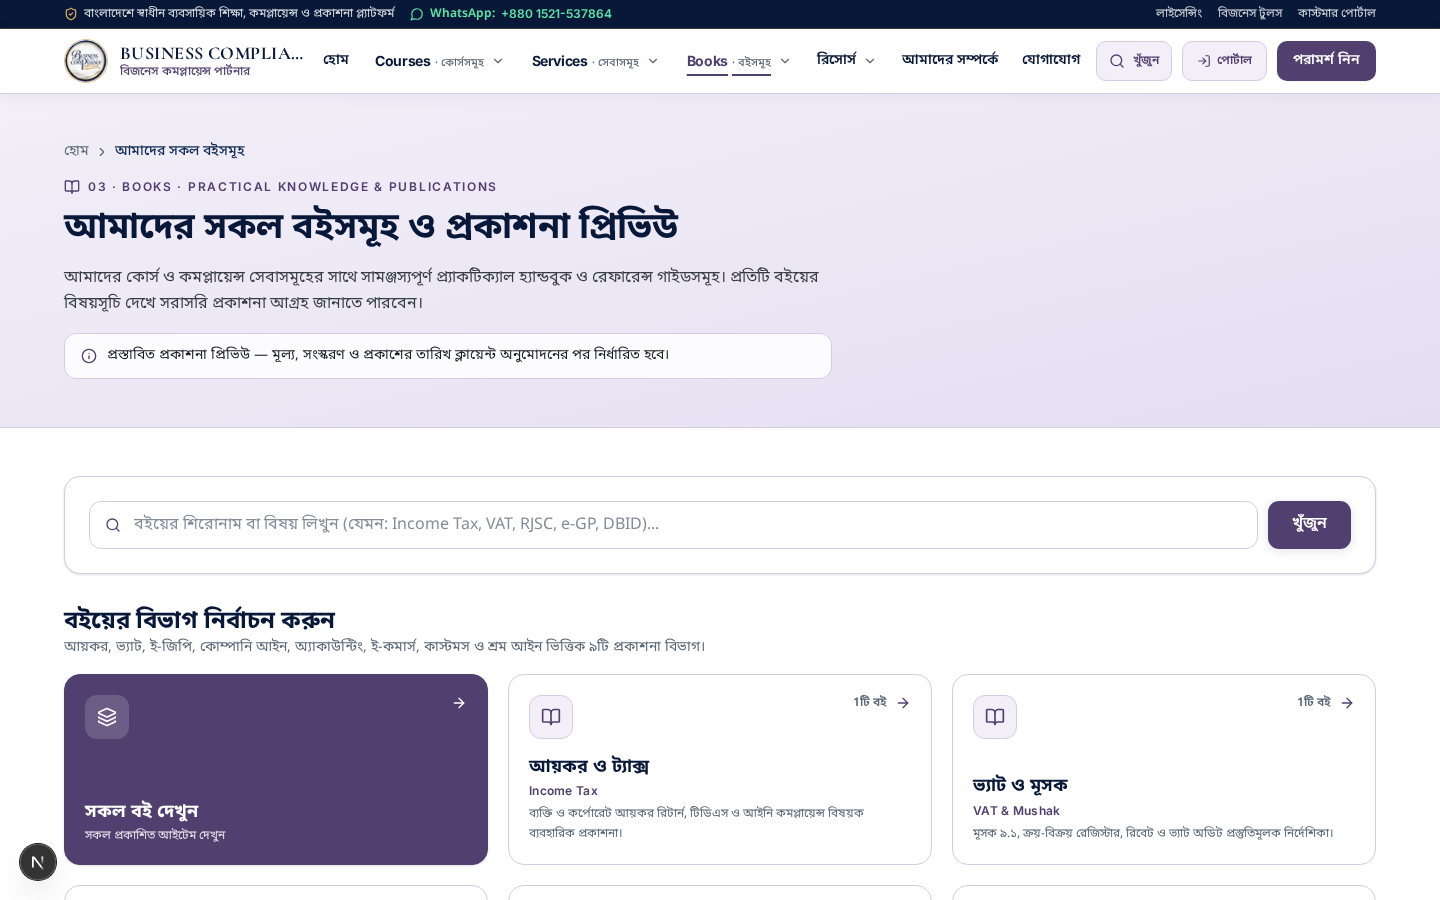 বাংলাদেশে স্বাধীন ব্যবসায়িক শিক্ষা, কমপ্লায়েন্স ও প্রকাশনা প্ল্যাটফর্ম WhatsApp: +880 1521-537864 লাইসেন্সিং বিজনেস টুলস কাস্টমার পোর্টাল
BUSINESS COMPLIA...
বিজনেস কমপ্লায়েন্স পার্টনার
হোম Courses · কোর্সসমূহ Services · সেবাসমূহ Books · বইসমূহ রিসোর্স আমাদের সম্পর্কে যোগাযোগ খুঁজুন পোর্টাল পরামর্শ নিন
হোম > আমাদের সকল বইসমূহ
03 · BOOKS · PRACTICAL KNOWLEDGE & PUBLICATIONS
আমাদের সকল বইসমূহ ও প্রকাশনা প্রিভিউ
আমাদের কোর্স ও কমপ্লায়েন্স সেবাসমূহের সাথে সামঞ্জস্যপূর্ণ প্র্যাকটিক্যাল হ্যান্ডবুক ও রেফারেন্স গাইডসমূহ। প্রতিটি বইয়ের
বিষয়সূচি দেখে সরাসরি প্রকাশনা আগ্রহ জানাতে পারবেন।
প্রস্তাবিত প্রকাশনা প্রিভিউ — মূল্য, সংস্করণ ও প্রকাশের তারিখ ক্লায়েন্ট অনুমোদনের পর নির্ধারিত হবে।
বইয়ের শিরোনাম বা বিষয় লিখুন (যেমন: Income Tax, VAT, RJSC, e-GP, DBID)...
খুঁজুন
বইয়ের বিভাগ নির্বাচন করুন
আয়কর, ভ্যাট, ই-জিপি, কোম্পানি আইন, অ্যাকাউন্টিং, ই-কমার্স, কাস্টমস ও শ্রম আইন ভিত্তিক ৯টি প্রকাশনা বিভাগ।
সকল বই দেখুন
সকল প্রকাশিত আইটেম দেখুন
1টি বই
আয়কর ও ট্যাক্স
Income Tax
ব্যক্তি ও কর্পোরেট আয়কর রিটার্ন, টিডিএস ও আইনি কমপ্লায়েন্স বিষয়ক
ব্যবহারিক প্রকাশনা।
1টি বই
ভ্যাট ও মূসক
VAT & Mushak
মূসক ৯.১, ক্রয়-বিক্রয় রেজিস্টার, রিবেট ও ভ্যাট অডিট প্রস্তুতিমূলক নির্দেশিকা।